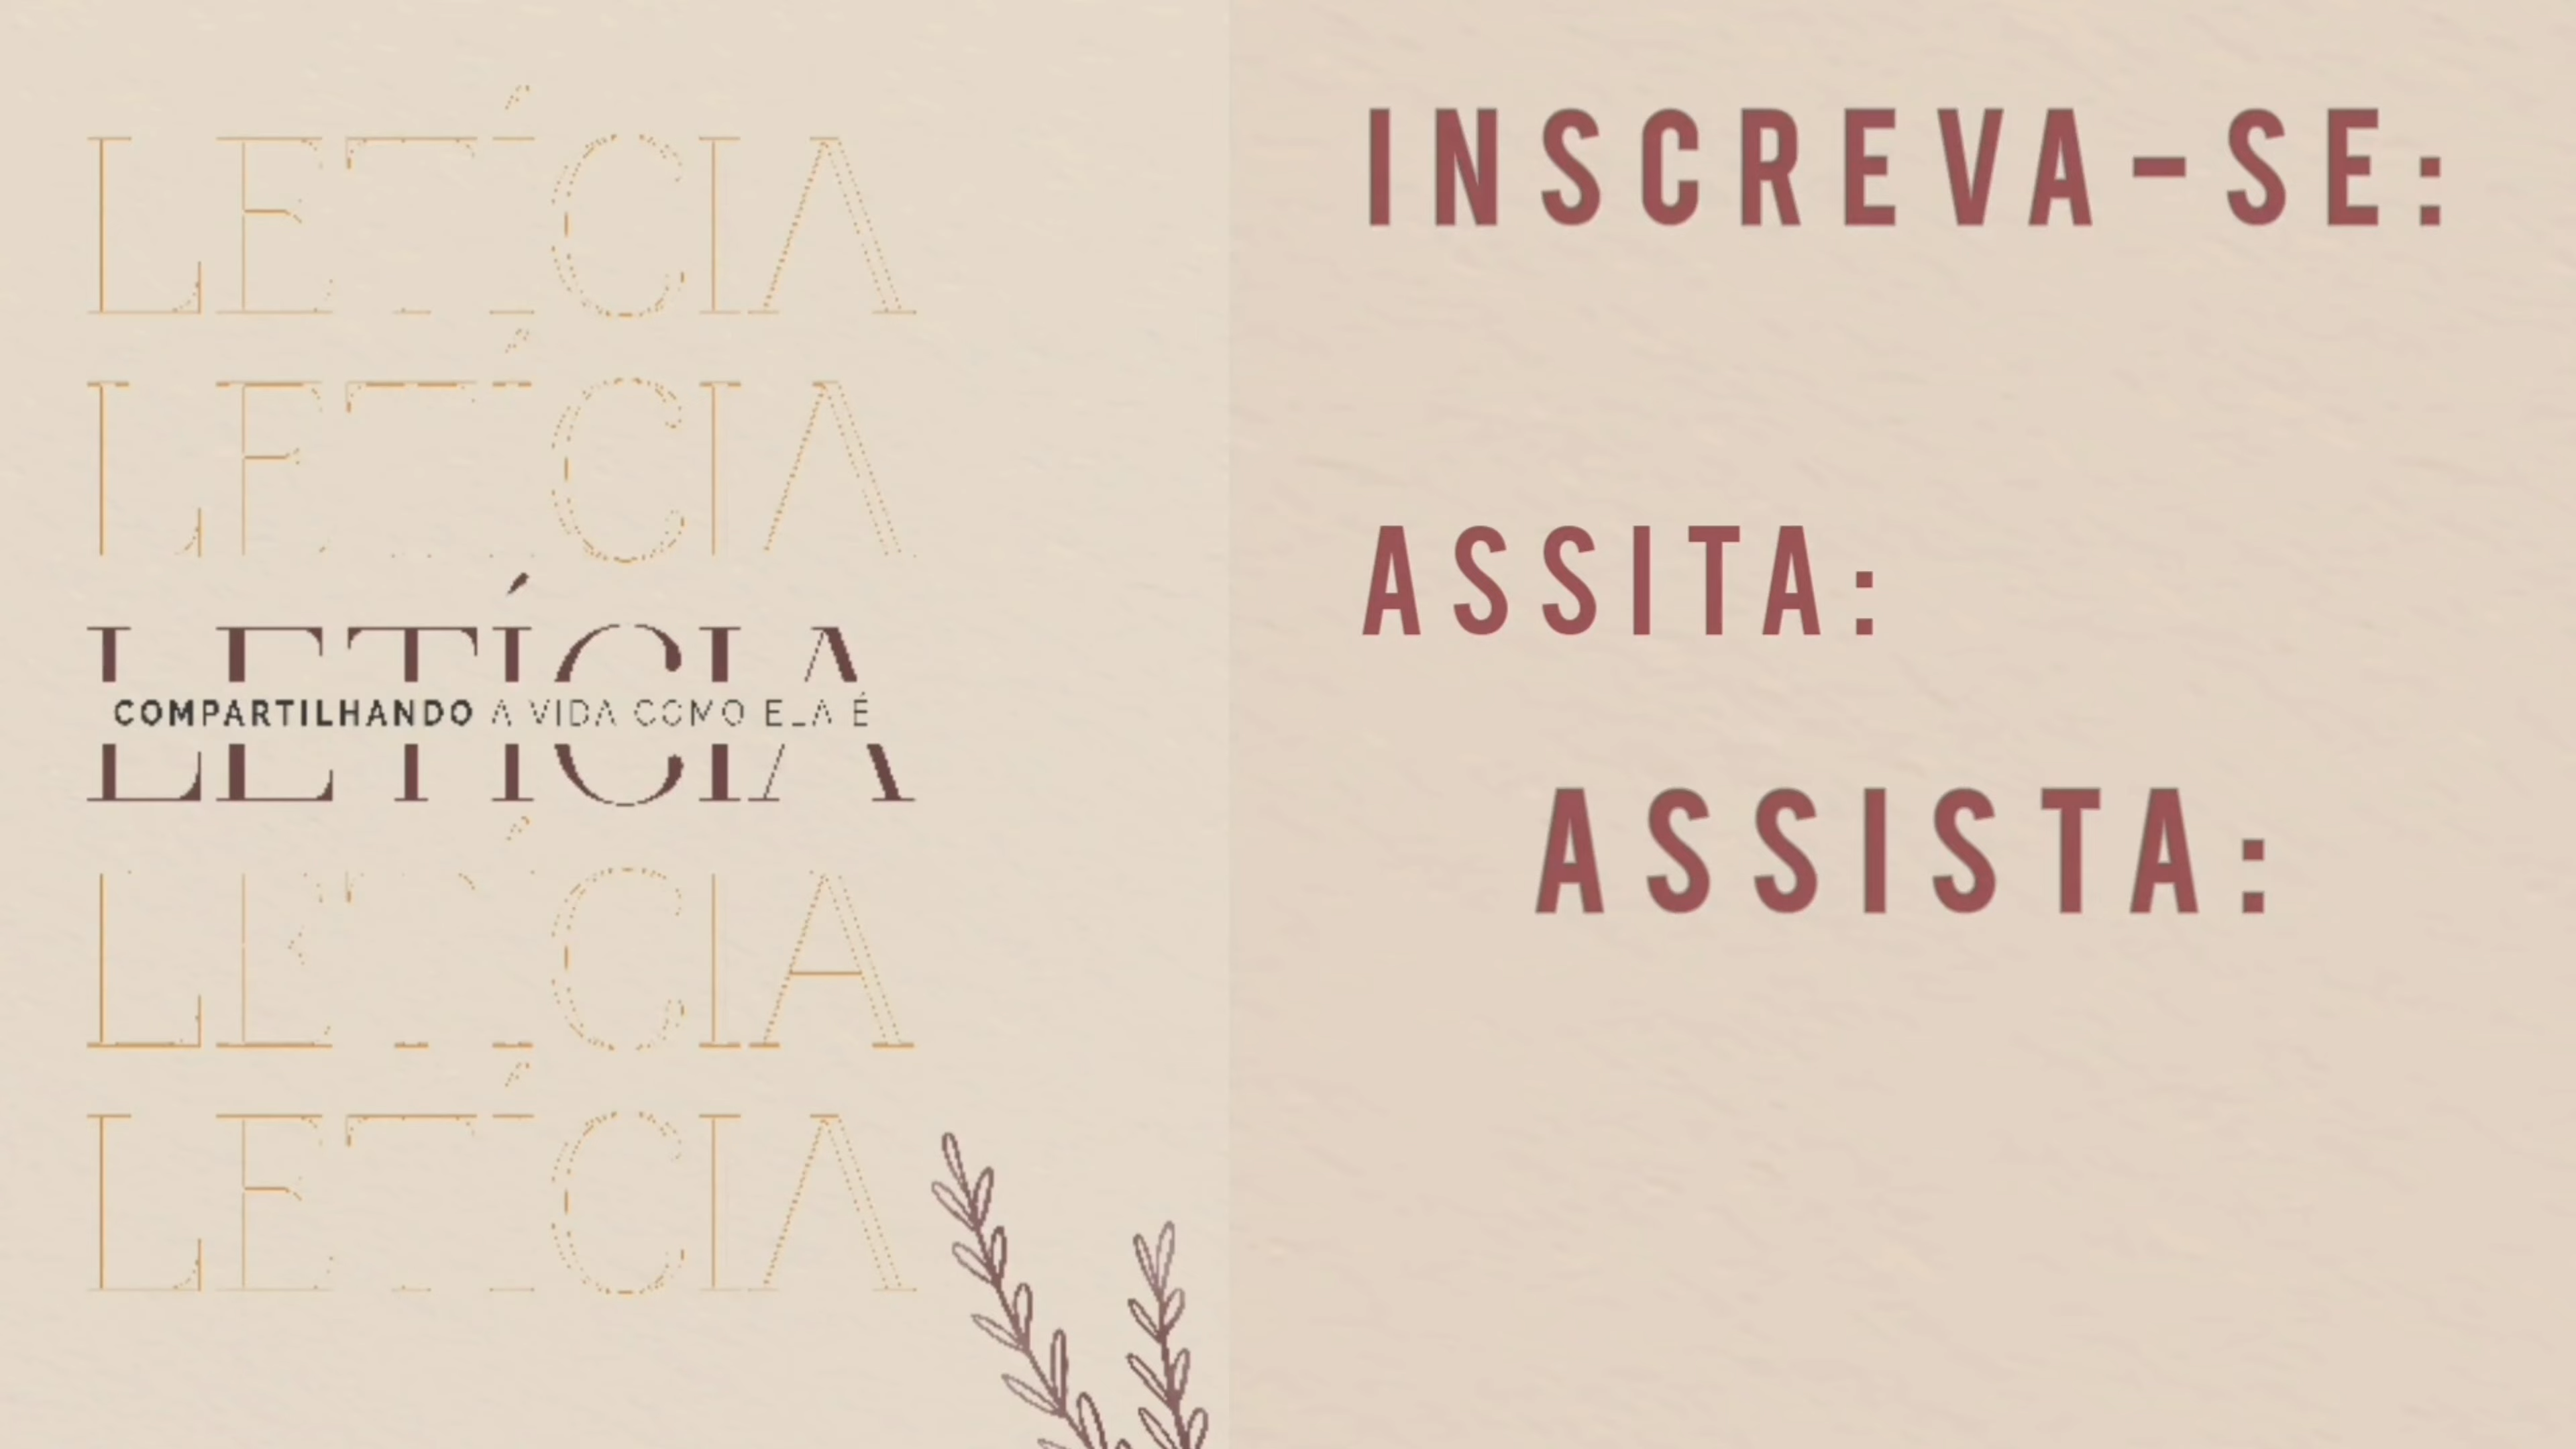 LETÍCIA
LETÍCIA
LETÍCIA
COMPARTILHANDO A VIDA COMO ELA É
LETÍCIA
LETÍCIA
INSCREVA-SE:
ASSITA:
ASSISTA: